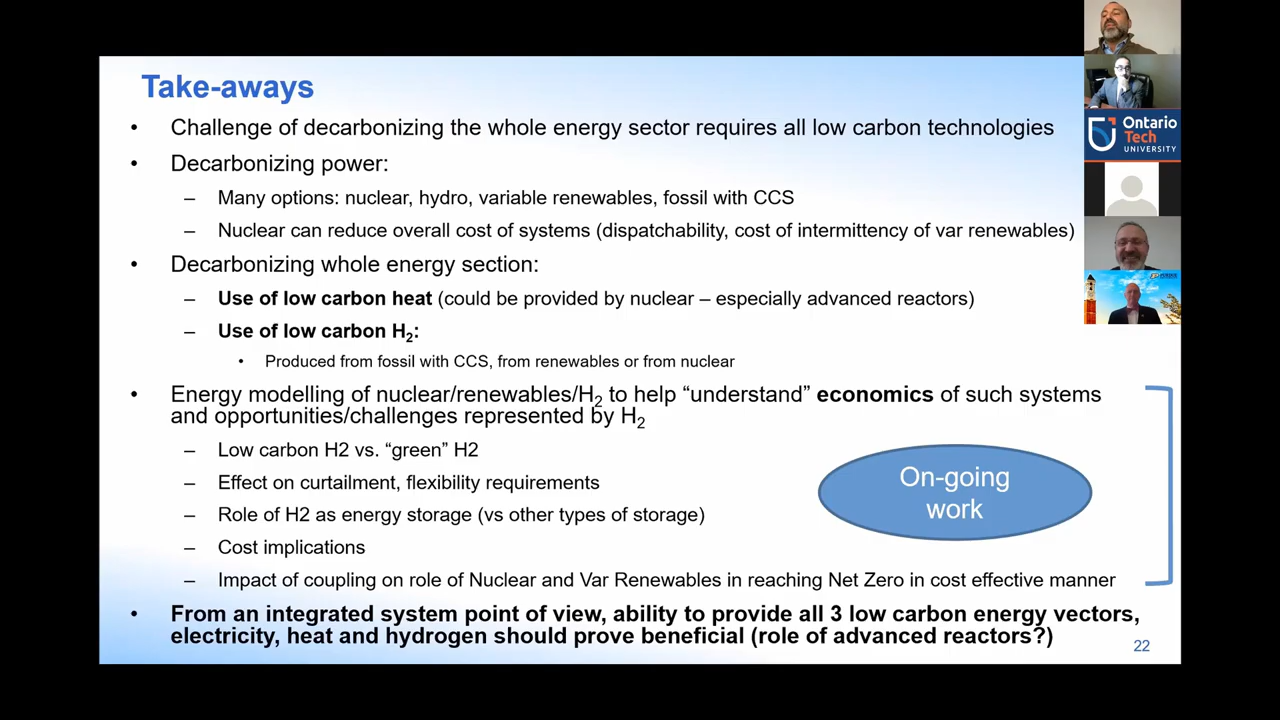 Take-aways
• Challenge of decarbonizing the whole energy sector requires all low carbon technologies
• Decarbonizing power:
– Many options: nuclear, hydro, variable renewables, fossil with CCS
– Nuclear can reduce overall cost of systems (dispatchability, cost of intermittency of var renewables)
• Decarbonizing whole energy section:
– Use of low carbon heat (could be provided by nuclear – especially advanced reactors)
– Use of low carbon H₂:
• Produced from fossil with CCS, from renewables or from nuclear
• Energy modelling of nuclear/renewables/H₂ to help “understand” economics of such systems
and opportunities/challenges represented by H₂
– Low carbon H2 vs. “green” H2
– Effect on curtailment, flexibility requirements
– Role of H2 as energy storage (vs other types of storage)
– Cost implications
– Impact of coupling on role of Nuclear and Var Renewables in reaching Net Zero in cost effective manner
On-going
work
• From an integrated system point of view, ability to provide all 3 low carbon energy vectors,
electricity, heat and hydrogen should prove beneficial (role of advanced reactors?)
22
Ontario
Tech
UNIVERSITY